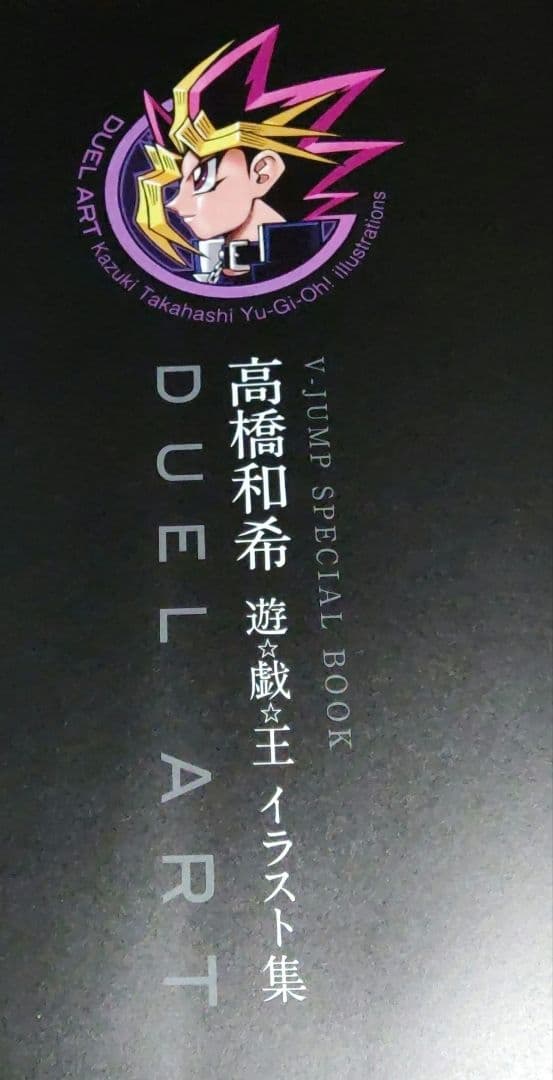 DUEL ART Kazuki Takahashi Yu-Gi-Oh! illustrations
V-JUMP SPECIAL BOOK
高橋和希 遊☆戯☆王 イラスト集
DUEL ART